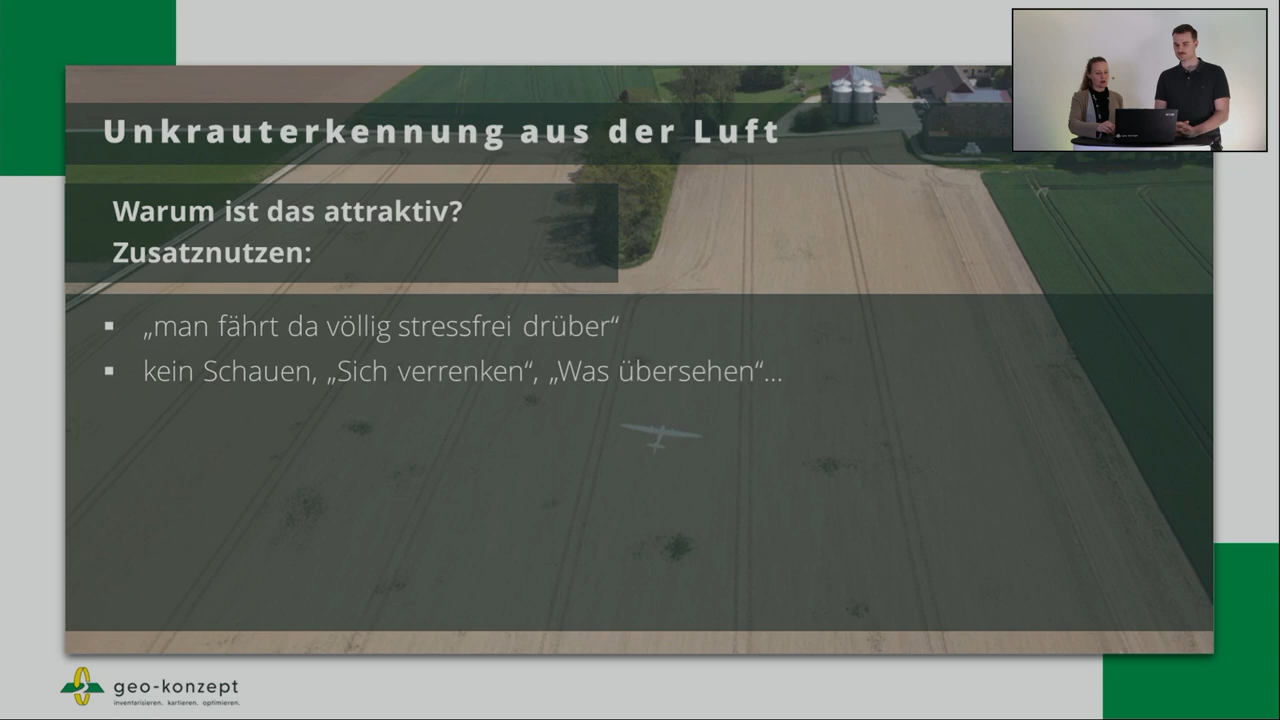 Unkrauterkennung aus der Luft
Warum ist das attraktiv?
Zusatznutzen:
▪ „man fährt da völlig stressfrei drüber“
▪ kein Schauen, „Sich verrenken“, „Was übersehen“...
geo-konzept
inventarisieren. kartieren. optimieren.